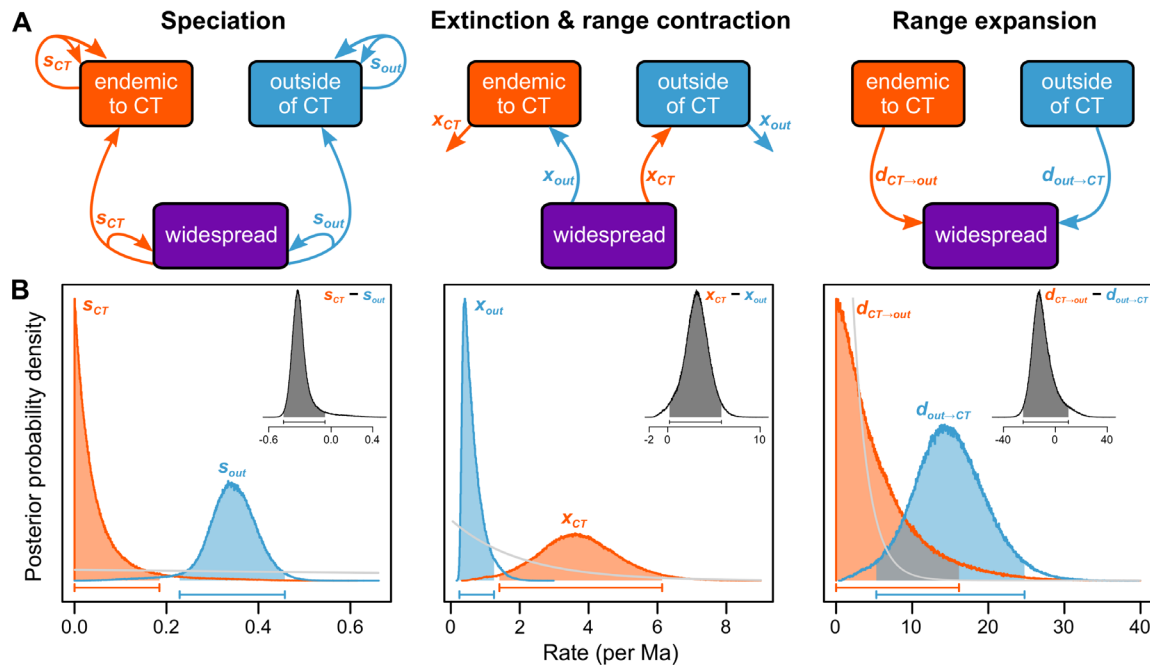 A
Speciation
Extinction & range contraction
Range expansion
s_CT
endemic
to CT
outside
of CT
s_out
s_CT
s_out
widespread
x_CT
endemic
to CT
outside
of CT
x_out
x_out
x_CT
widespread
endemic
to CT
outside
of CT
d_CT→out
d_out→CT
widespread
B
Posterior probability density
s_CT
s_CT − s_out
-0.6 0.0 0.4
s_out
0.0 0.2 0.4 0.6
x_out
x_CT − x_out
-2 0 10
x_CT
0 2 4 6 8
d_CT→out
d_CT→out − d_out→CT
-40 0 40
d_out→CT
0 10 20 30 40
Rate (per Ma)